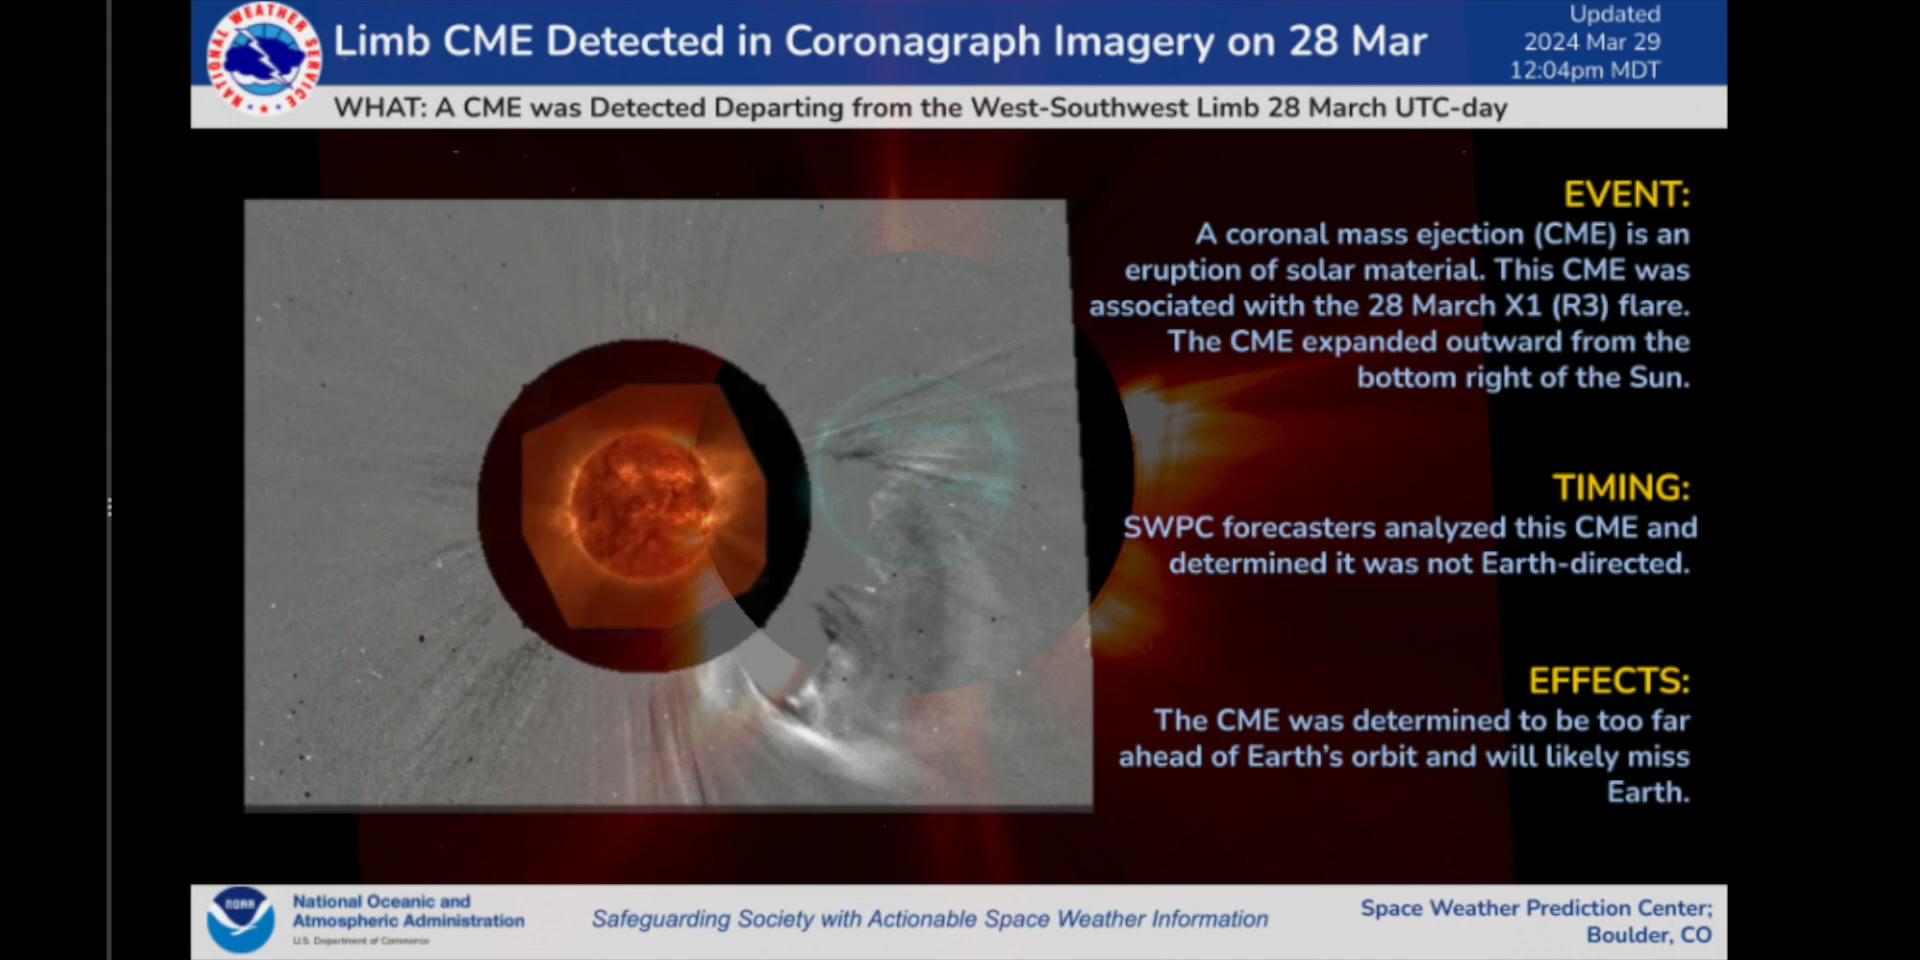 NATIONAL WEATHER SERVICE
Limb CME Detected in Coronagraph Imagery on 28 Mar
Updated
2024 Mar 29
12:04pm MDT
WHAT: A CME was Detected Departing from the West-Southwest Limb 28 March UTC-day
EVENT:
A coronal mass ejection (CME) is an
eruption of solar material. This CME was
associated with the 28 March X1 (R3) flare.
The CME expanded outward from the
bottom right of the Sun.
TIMING:
SWPC forecasters analyzed this CME and
determined it was not Earth-directed.
EFFECTS:
The CME was determined to be too far
ahead of Earth’s orbit and will likely miss
Earth.
NOAA
National Oceanic and
Atmospheric Administration
U.S. Department of Commerce
Safeguarding Society with Actionable Space Weather Information
Space Weather Prediction Center;
Boulder, CO